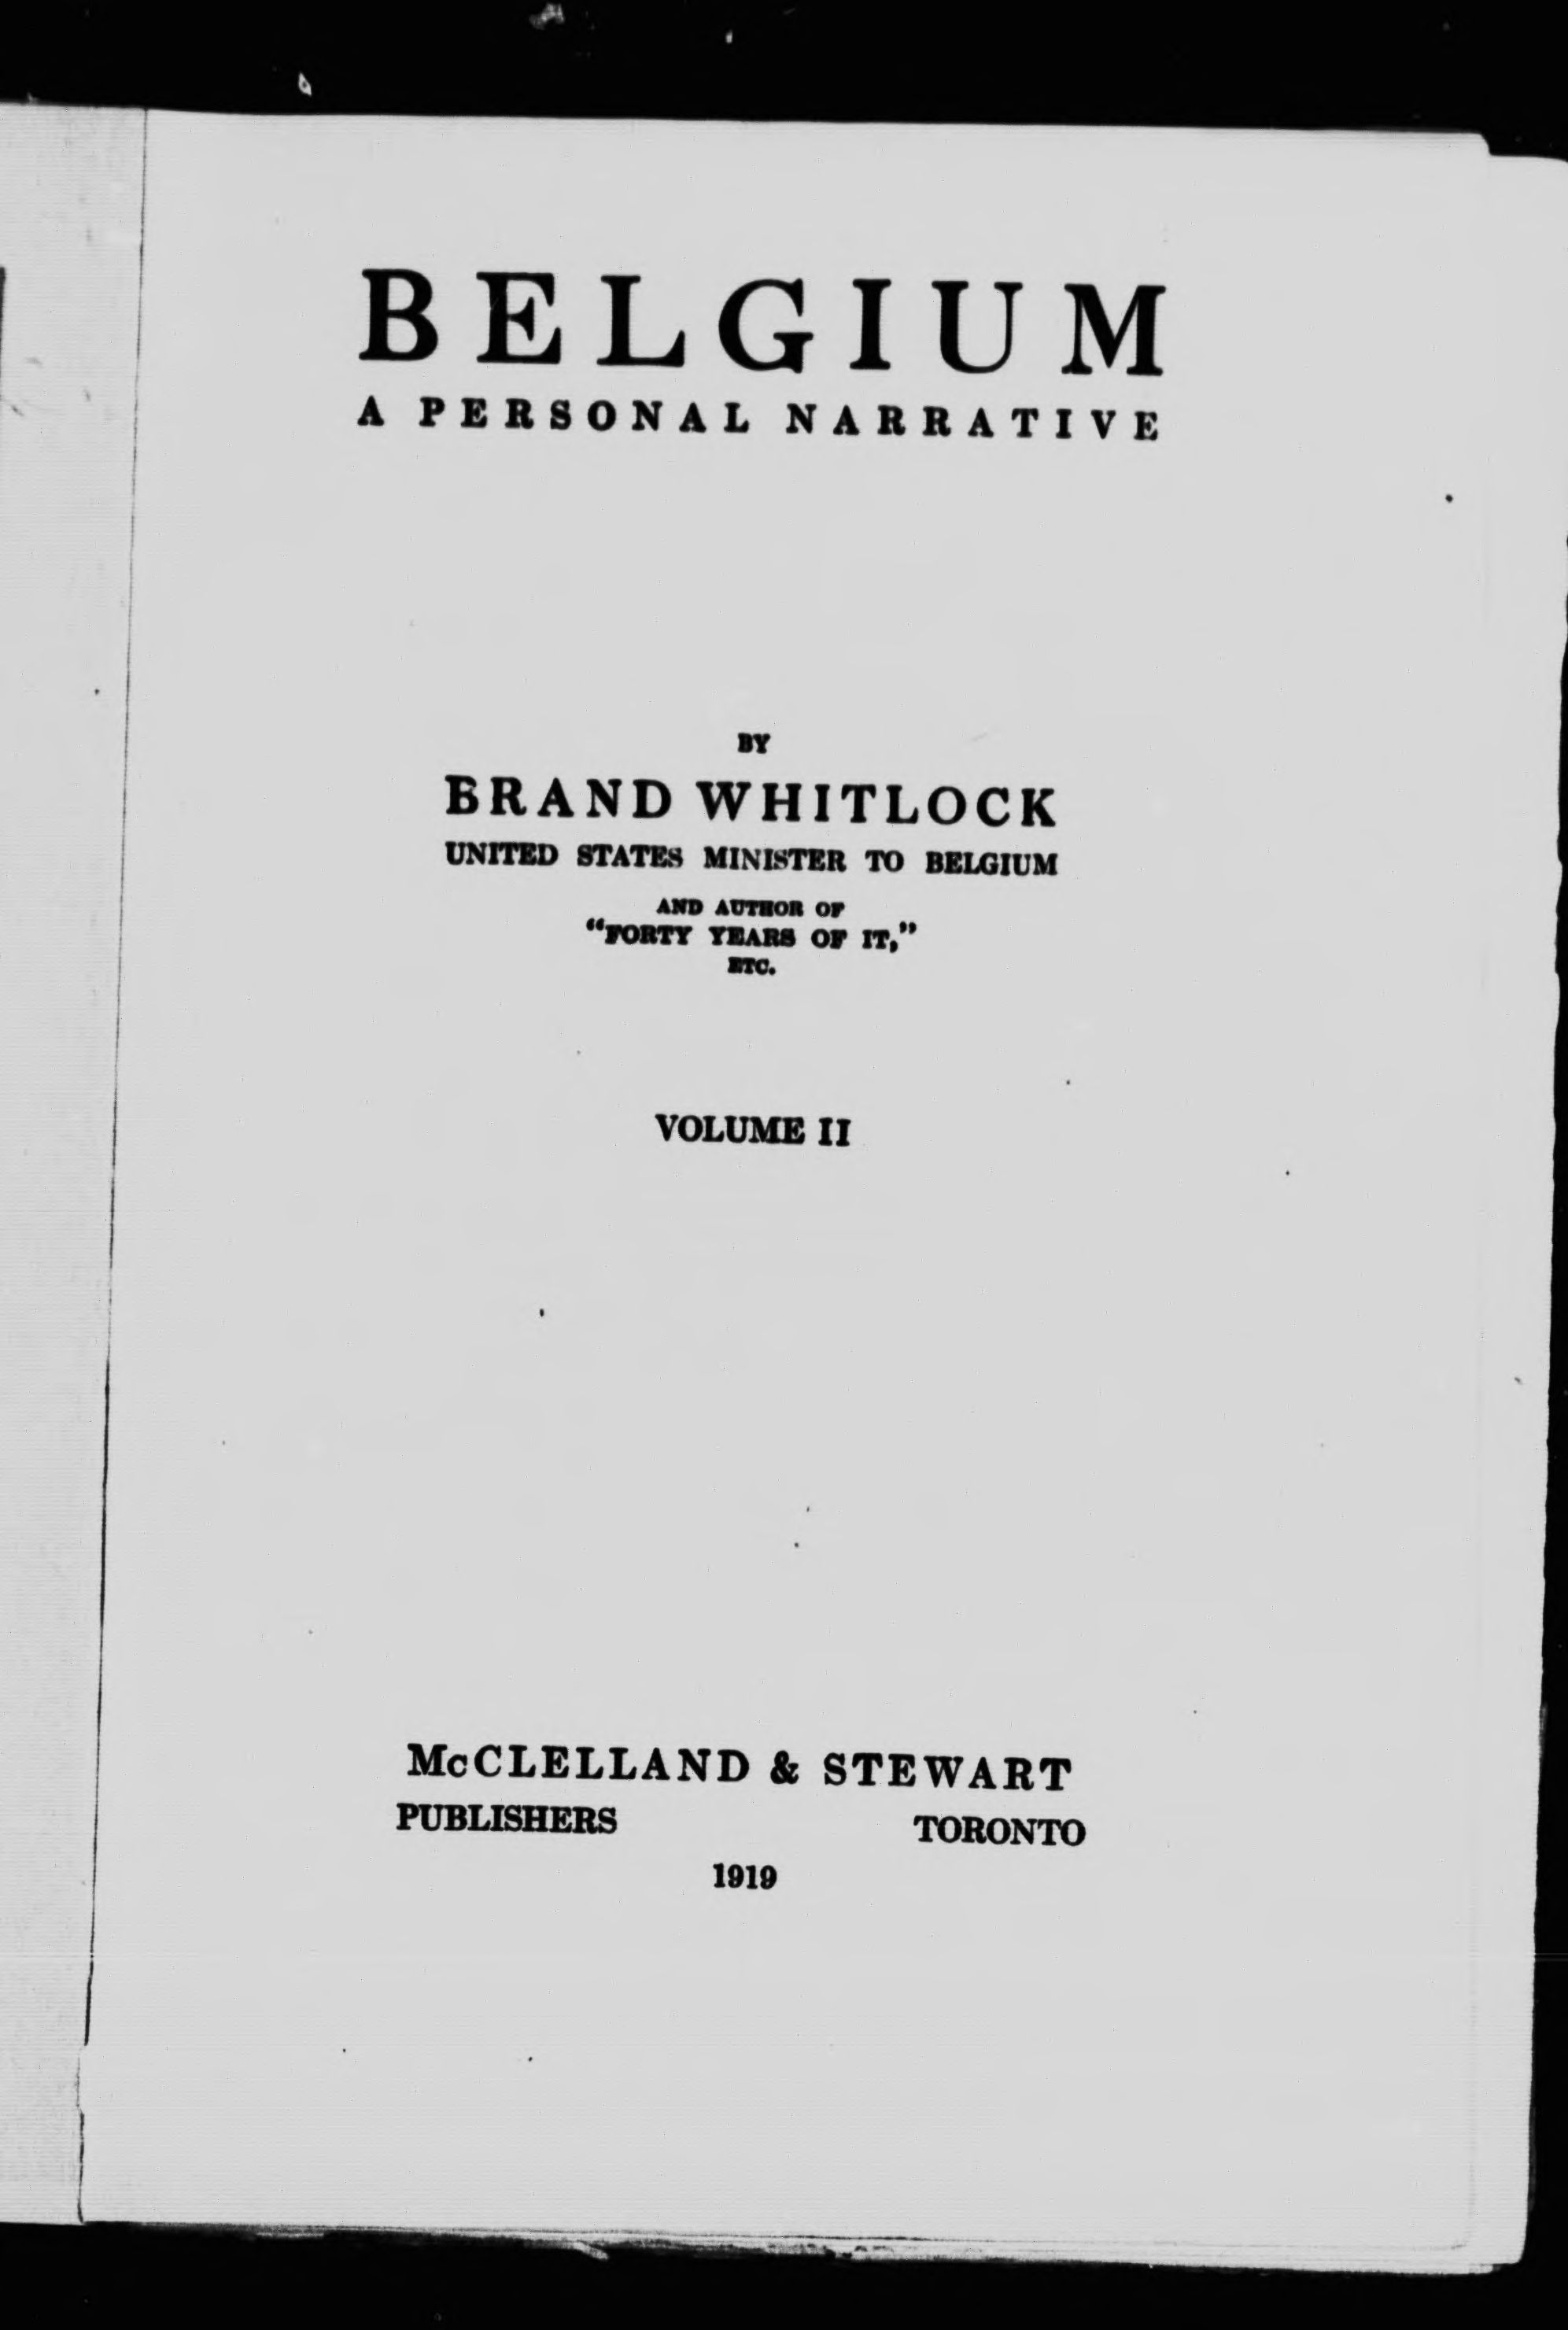 BELGIUM
A PERSONAL NARRATIVE
BY
BRAND WHITLOCK
UNITED STATES MINISTER TO BELGIUM
AND AUTHOR OF
“FORTY YEARS OF IT,”
ETC.
VOLUME II
McCLELLAND & STEWART
PUBLISHERS TORONTO
1919